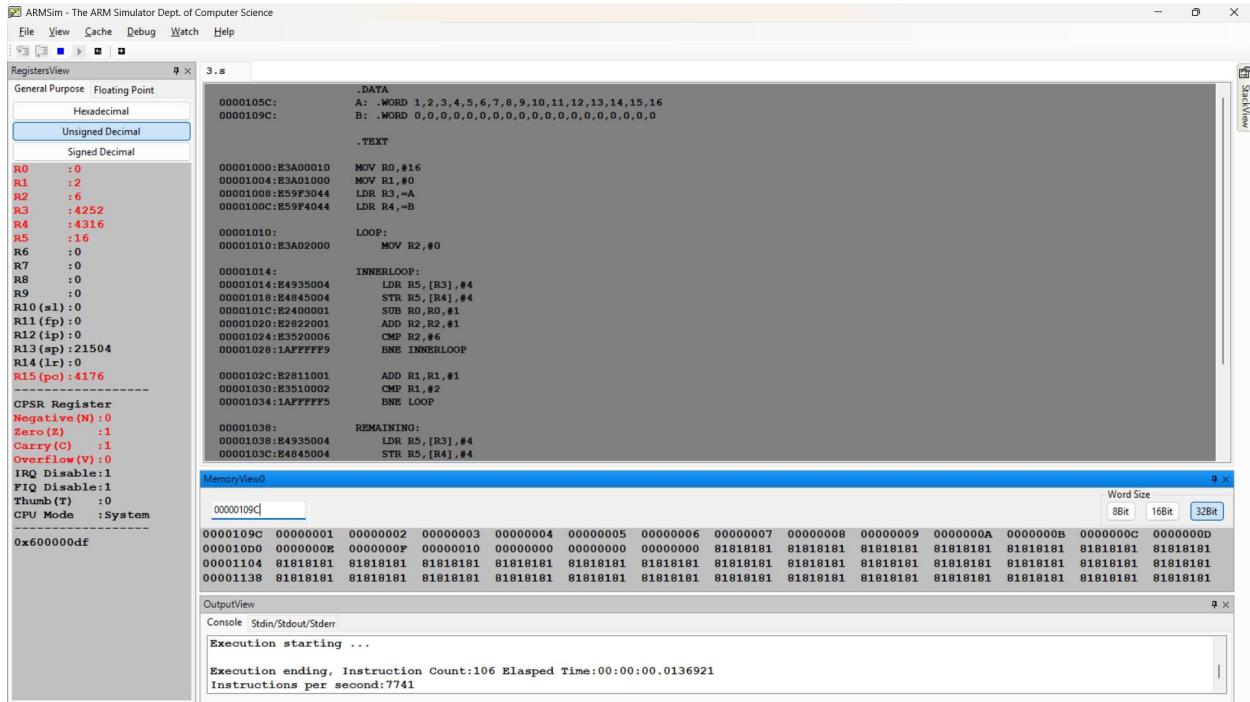 ARMSim - The ARM Simulator Dept. of Computer Science
File View Cache Debug Watch Help
RegistersView
General Purpose Floating Point
Hexadecimal
Unsigned Decimal
Signed Decimal
R0 :0
R1 :2
R2 :6
R3 :4252
R4 :4316
R5 :16
R6 :0
R7 :0
R8 :0
R9 :0
R10(sl):0
R11(fp):0
R12(ip):0
R13(sp):21504
R14(lr):0
R15(pc):4176
------------------
CPSR Register
Negative(N):0
Zero(Z) :1
Carry(C) :1
Overflow(V):0
IRQ Disable:1
FIQ Disable:1
Thumb(T) :0
CPU Mode :System
------------------
0x600000df
3.s
.DATA
0000105C: A: .WORD 1,2,3,4,5,6,7,8,9,10,11,12,13,14,15,16
0000109C: B: .WORD 0,0,0,0,0,0,0,0,0,0,0,0,0,0,0,0,0,0,0
.TEXT
00001000:E3A00010 MOV R0,#16
00001004:E3A01000 MOV R1,#0
00001008:E59F3044 LDR R3,=A
0000100C:E59F4044 LDR R4,=B
00001010: LOOP:
00001010:E3A02000 MOV R2,#0
00001014: INNERLOOP:
00001014:E4935004 LDR R5,[R3],#4
00001018:E4845004 STR R5,[R4],#4
0000101C:E2400001 SUB R0,R0,#1
00001020:E2822001 ADD R2,R2,#1
00001024:E3520006 CMP R2,#6
00001028:1AFFFFF9 BNE INNERLOOP
0000102C:E2811001 ADD R1,R1,#1
00001030:E3510002 CMP R1,#2
00001034:1AFFFFF5 BNE LOOP
00001038: REMAINING:
00001038:E4935004 LDR R5,[R3],#4
0000103C:E4845004 STR R5,[R4],#4
StackView
MemoryView0
00000109C
Word Size
8Bit 16Bit 32Bit
0000109C 00000001 00000002 00000003 00000004 00000005 00000006 00000007 00000008 00000009 0000000A 0000000B 0000000C 0000000D
000010D0 0000000E 0000000F 00000010 00000000 00000000 00000000 81818181 81818181 81818181 81818181 81818181 81818181 81818181
00001104 81818181 81818181 81818181 81818181 81818181 81818181 81818181 81818181 81818181 81818181 81818181 81818181 81818181
00001138 81818181 81818181 81818181 81818181 81818181 81818181 81818181 81818181 81818181 81818181 81818181 81818181 81818181
OutputView
Console Stdin/Stdout/Stderr
Execution starting ...
Execution ending, Instruction Count:106 Elasped Time:00:00:00.0136921
Instructions per second:7741